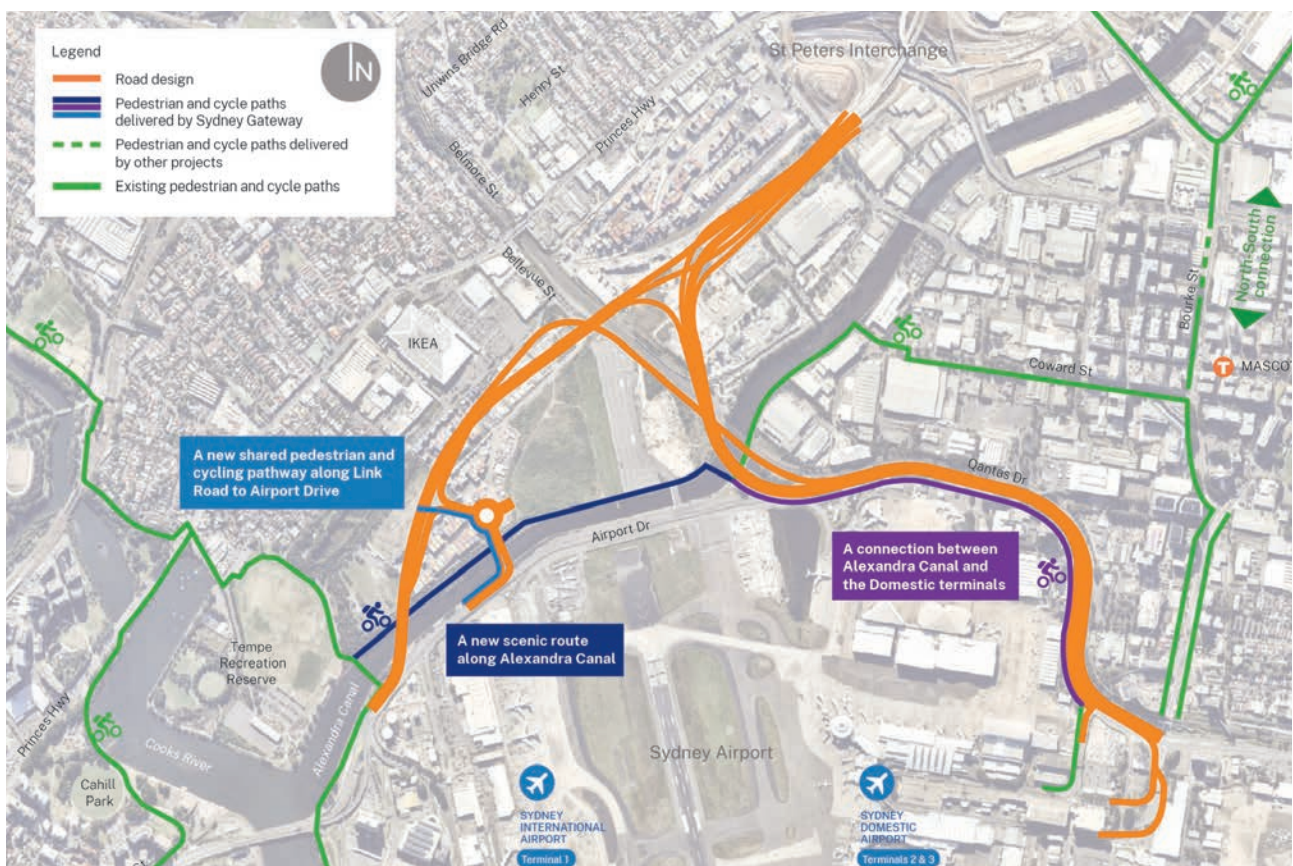 Legend
N
Road design
Pedestrian and cycle paths
delivered by Sydney Gateway
Pedestrian and cycle paths delivered
by other projects
Existing pedestrian and cycle paths
Unwins Bridge Rd
Henry St
Princes Hwy
Belmore St
Bellevue St
St Peters Interchange
IKEA
Bourke St
North-South
connection
T
MASCOT
Coward St
Qantas Dr
A new shared pedestrian and
cycling pathway along Link
Road to Airport Drive
Airport Dr
A connection between
Alexandra Canal and
the Domestic terminals
A new scenic route
along Alexandra Canal
Tempe
Recreation
Reserve
Alexandra Canal
Princes Hwy
Cooks River
Cahill
Park
Sydney Airport
SYDNEY
INTERNATIONAL
AIRPORT
Terminal 1
SYDNEY
DOMESTIC
AIRPORT
Terminals 2 & 3